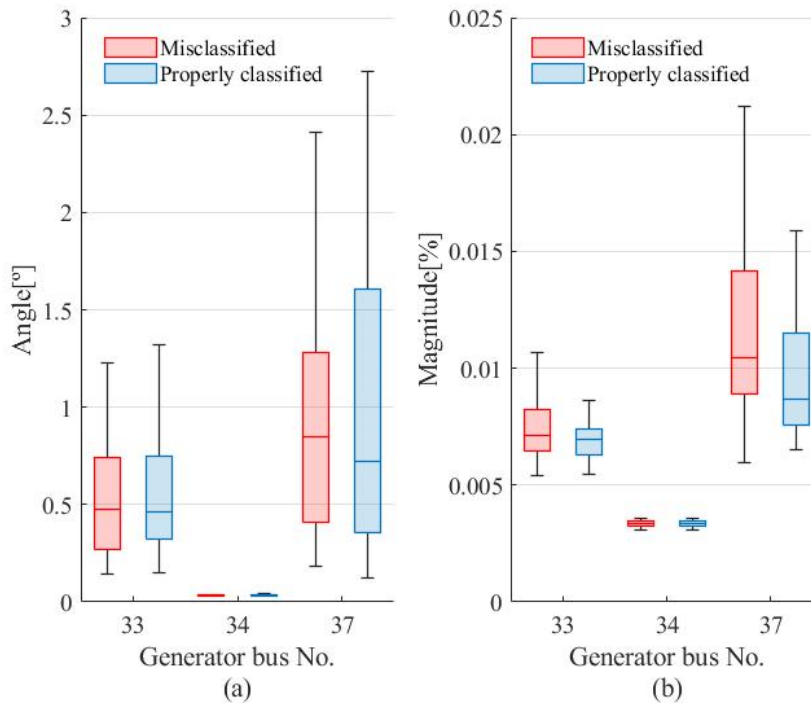 3
2.5
2
1.5
1
0.5
0
Angle[º]
Misclassified
Properly classified
33
34
37
Generator bus No.
(a)
0.025
0.02
0.015
0.01
0.005
0
Magnitude[%]
Misclassified
Properly classified
33
34
37
Generator bus No.
(b)